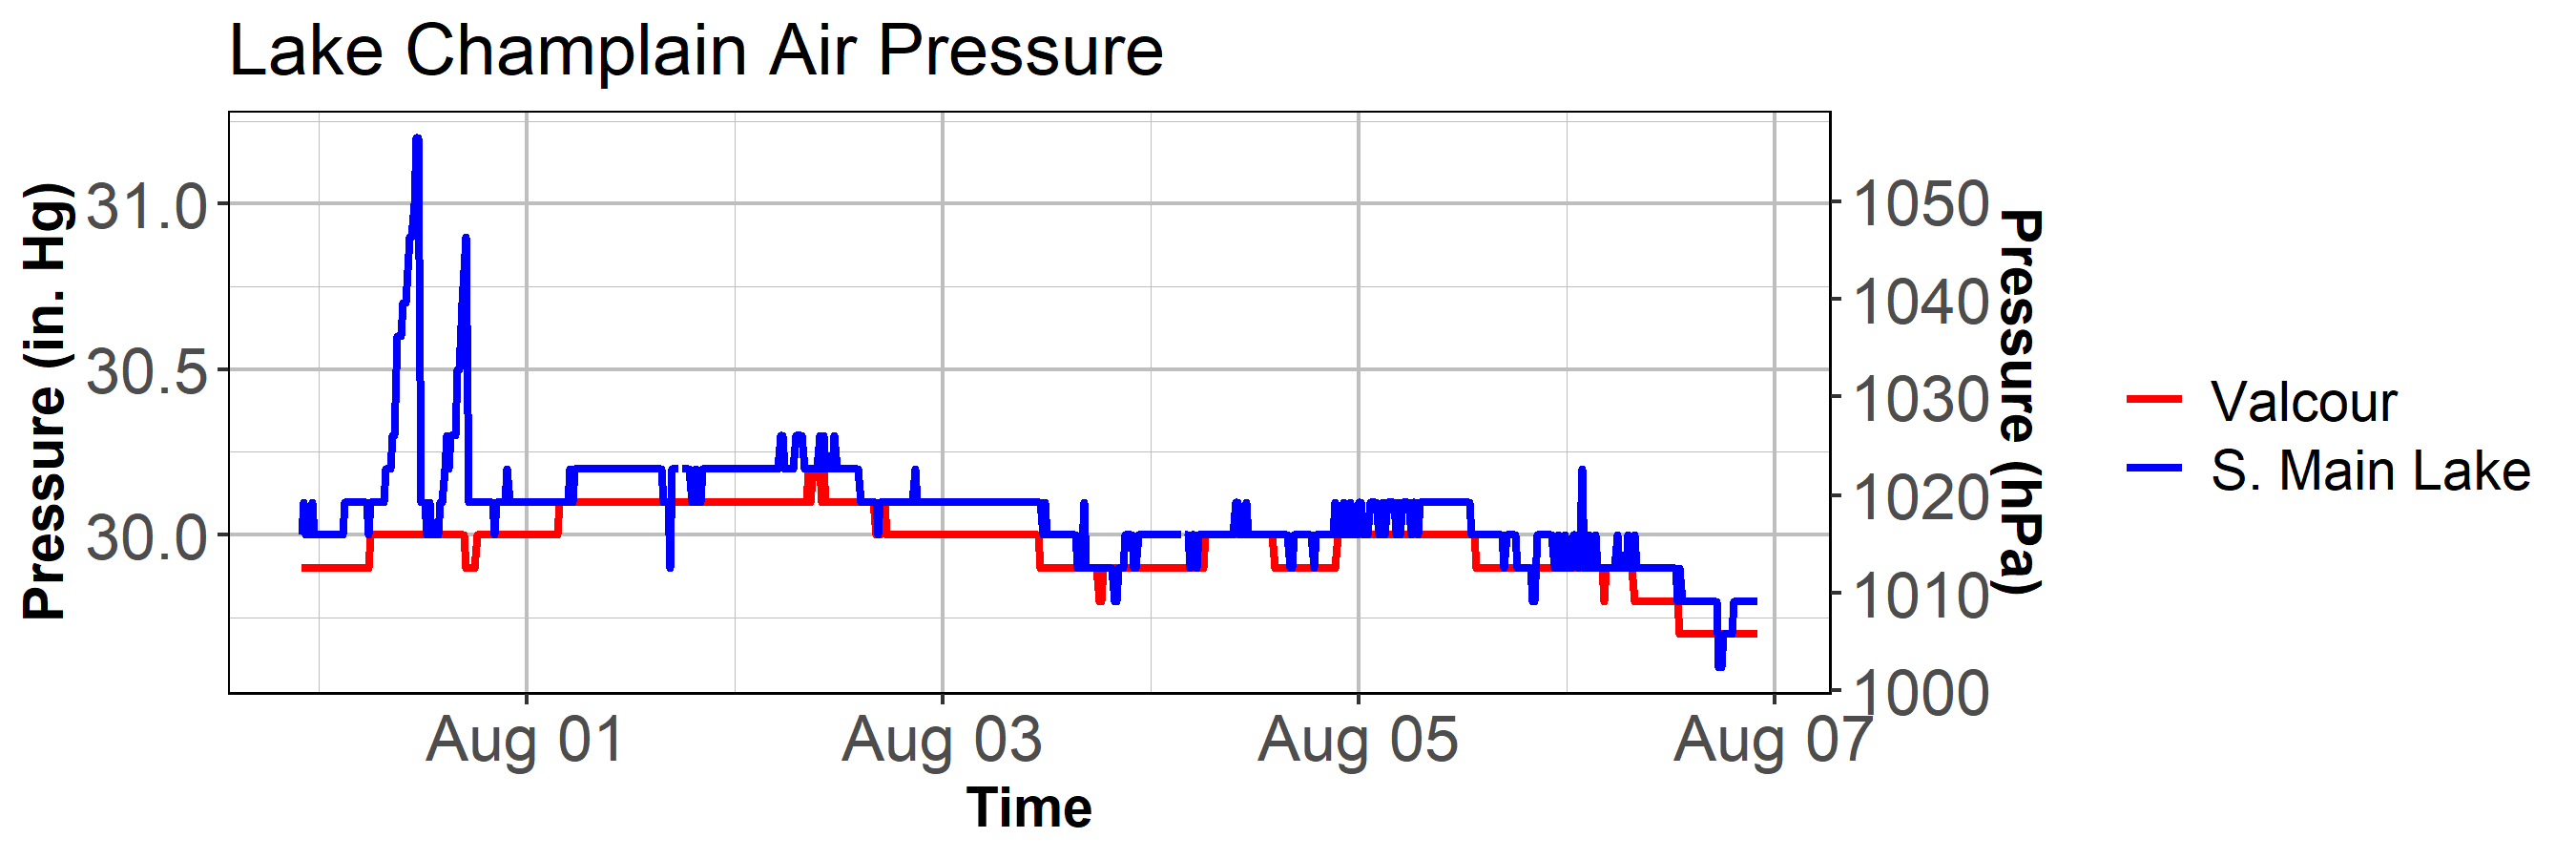 Lake Champlain Air Pressure
Pressure (in. Hg)
31.0
30.5
30.0
1050
1040
1030
1020
1010
1000
Pressure (hPa)
Valcour
S. Main Lake
Aug 01
Aug 03
Aug 05
Aug 07
Time